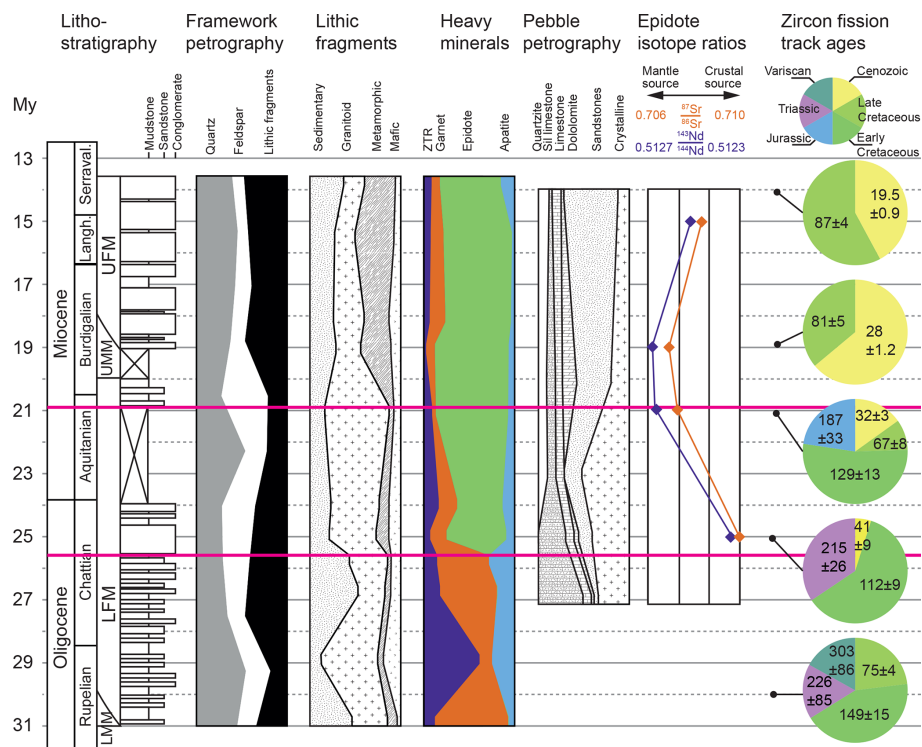 Litho-
stratigraphy
Framework
petrography
Lithic
fragments
Heavy
minerals
Pebble
petrography
Epidote
isotope ratios
Zircon fission
track ages
My
Mudstone
Sandstone
Conglomerate
Quartz
Feldspar
Lithic fragments
Sedimentary
Granitoid
Metamorphic
Mafic
ZTR
Garnet
Epidote
Apatite
Quartzite
Sil limestone
Limestone
Dololomite
Sandstones
Crystalline
Mantle
source
Crustal
source
0.706
87Sr
86Sr
0.710
0.5127
143Nd
144Nd
0.5123
Variscan
Cenozoic
Triassic
Late
Cretaceous
Jurassic
Early
Cretaceous
13
15
17
19
21
23
25
27
29
31
Miocene
Oligocene
Serraval.
Langh.
Burdigalian
Aquitanian
Chattian
Rupelian
UFM
UMM
LFM
LMM
19.5
±0.9
87±4
81±5
28
±1.2
187
±33
32±3
67±8
129±13
41
±9
215
±26
112±9
303
±86
75±4
226
±85
149±15